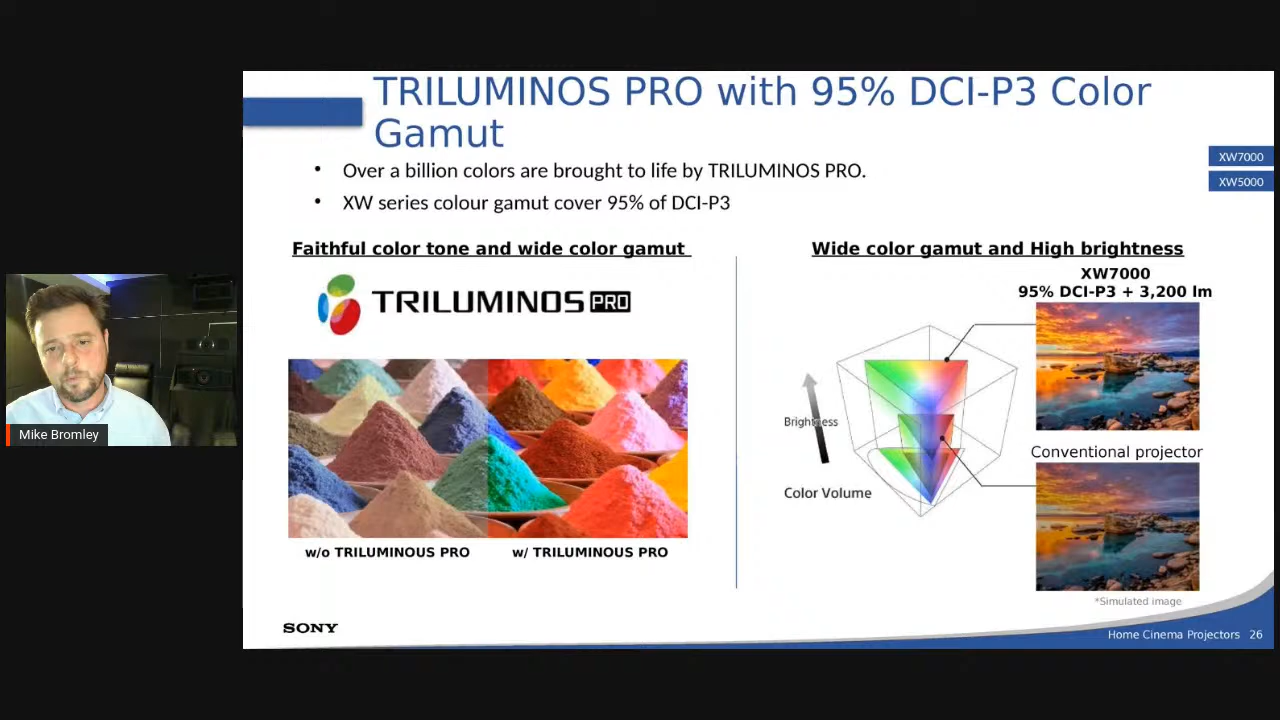 TRILUMINOS PRO with 95% DCI-P3 Color
Gamut
• Over a billion colors are brought to life by TRILUMINOS PRO.
• XW series colour gamut cover 95% of DCI-P3
XW7000
XW5000
Faithful color tone and wide color gamut
TRILUMINOS PRO
w/o TRILUMINOUS PRO
w/ TRILUMINOUS PRO
Wide color gamut and High brightness
XW7000
95% DCI-P3 + 3,200 lm
Brightness
Color Volume
Conventional projector
*Simulated image
Mike Bromley
SONY
Home Cinema Projectors 26